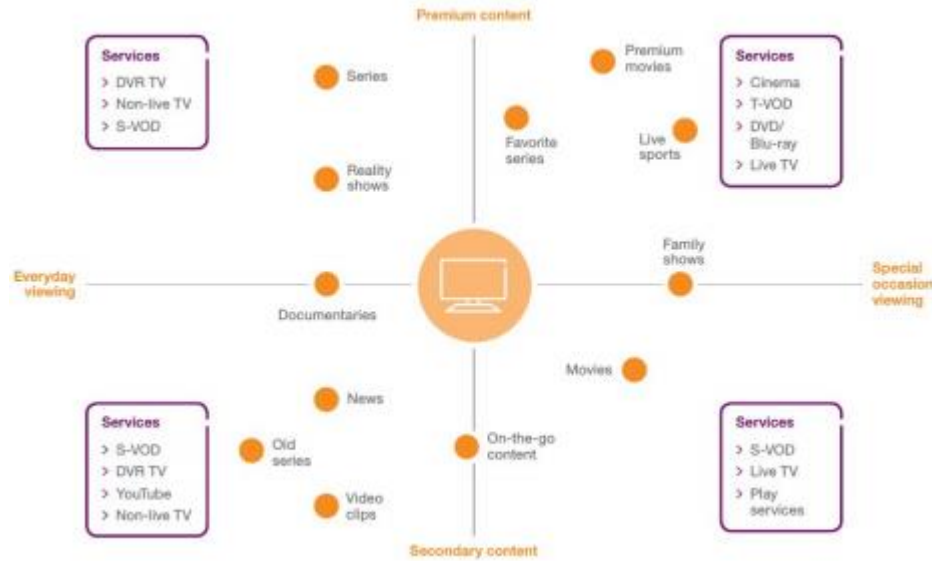 Premium content
Services
> DVR TV
> Non-live TV
> S-VOD
Series
Reality
shows
Premium
movies
Favorite
series
Live
sports
Services
> Cinema
> T-VOD
> DVD/
Blu-ray
> Live TV
Everyday
viewing
Documentaries
Family
shows
Special
occasion
viewing
Movies
News
Old
series
Video
clips
On-the-go
content
Services
> S-VOD
> DVR TV
> YouTube
> Non-live TV
Services
> S-VOD
> Live TV
> Play
services
Secondary content